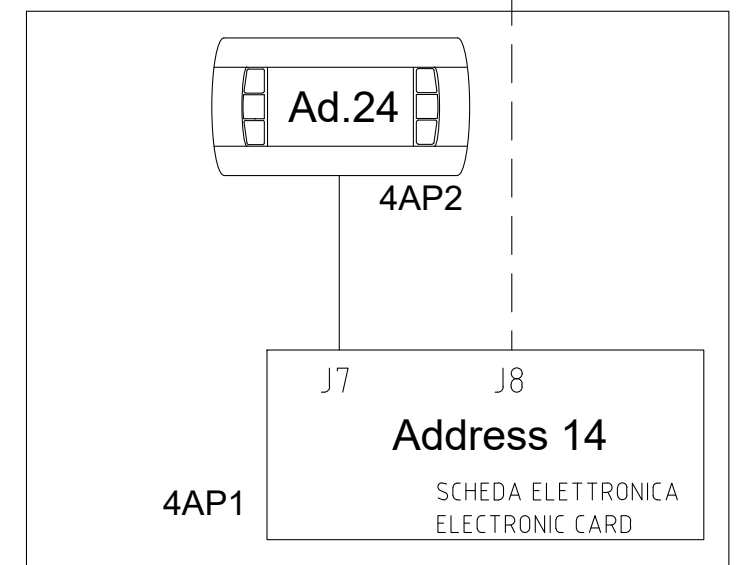 Ad.24
4AP2
J7 J8
Address 14
4AP1
SCHEDA ELETTRONICA
ELECTRONIC CARD